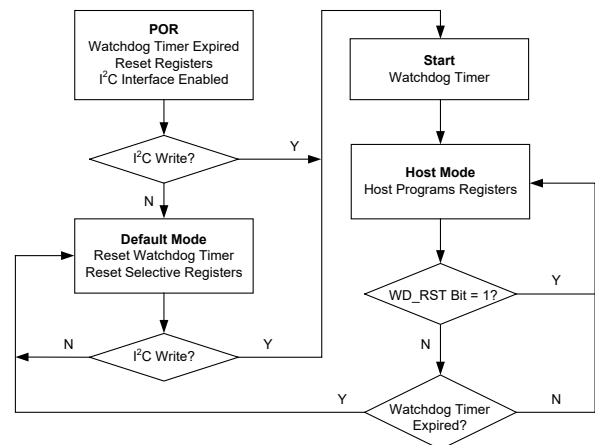 POR
Watchdog Timer Expired
Reset Registers
I²C Interface Enabled
I²C Write?
Y
N
Default Mode
Reset Watchdog Timer
Reset Selective Registers
I²C Write?
N
Y
Start
Watchdog Timer
Host Mode
Host Programs Registers
WD_RST Bit = 1?
Y
N
Watchdog Timer
Expired?
Y
N